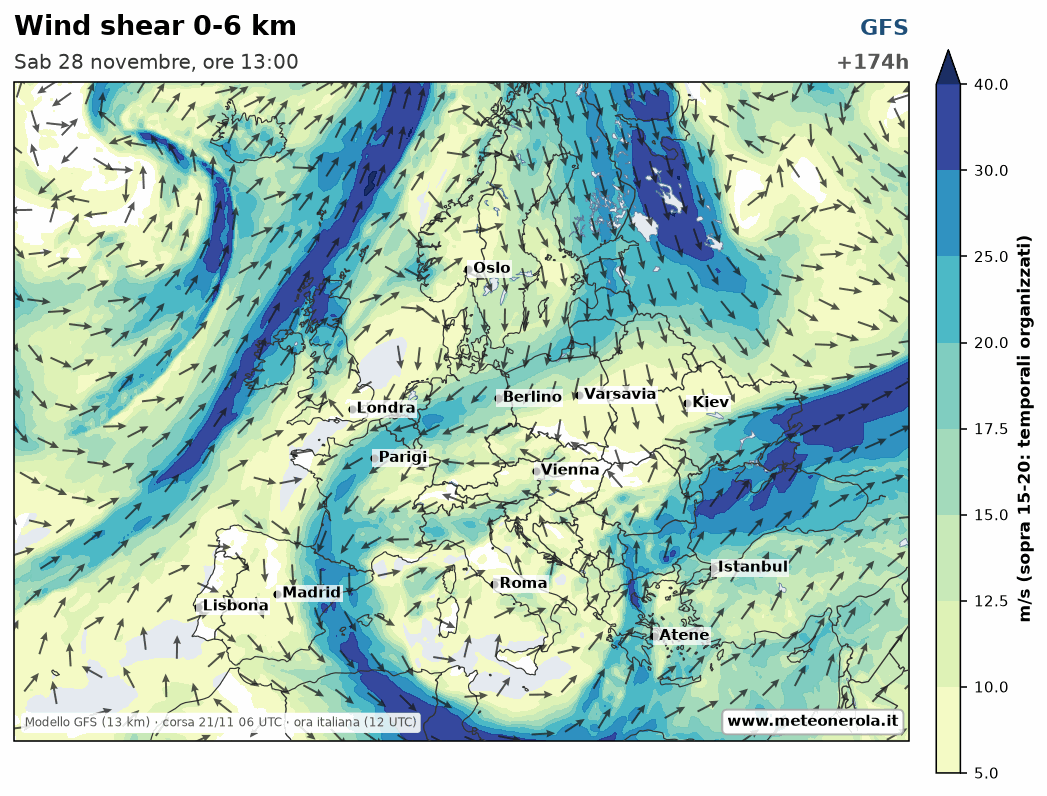 Wind shear 0-6 km
GFS
Sab 28 novembre, ore 13:00
+174h
40.0
30.0
25.0
20.0
17.5
15.0
12.5
10.0
5.0
m/s (sopra 15-20: temporali organizzati)
Oslo
Berlino
Varsavia
Kiev
Londra
Parigi
Vienna
Istanbul
Roma
Madrid
Lisbona
Atene
Modello GFS (13 km) · corsa 21/11 06 UTC · ora italiana (12 UTC)
www.meteonerola.it